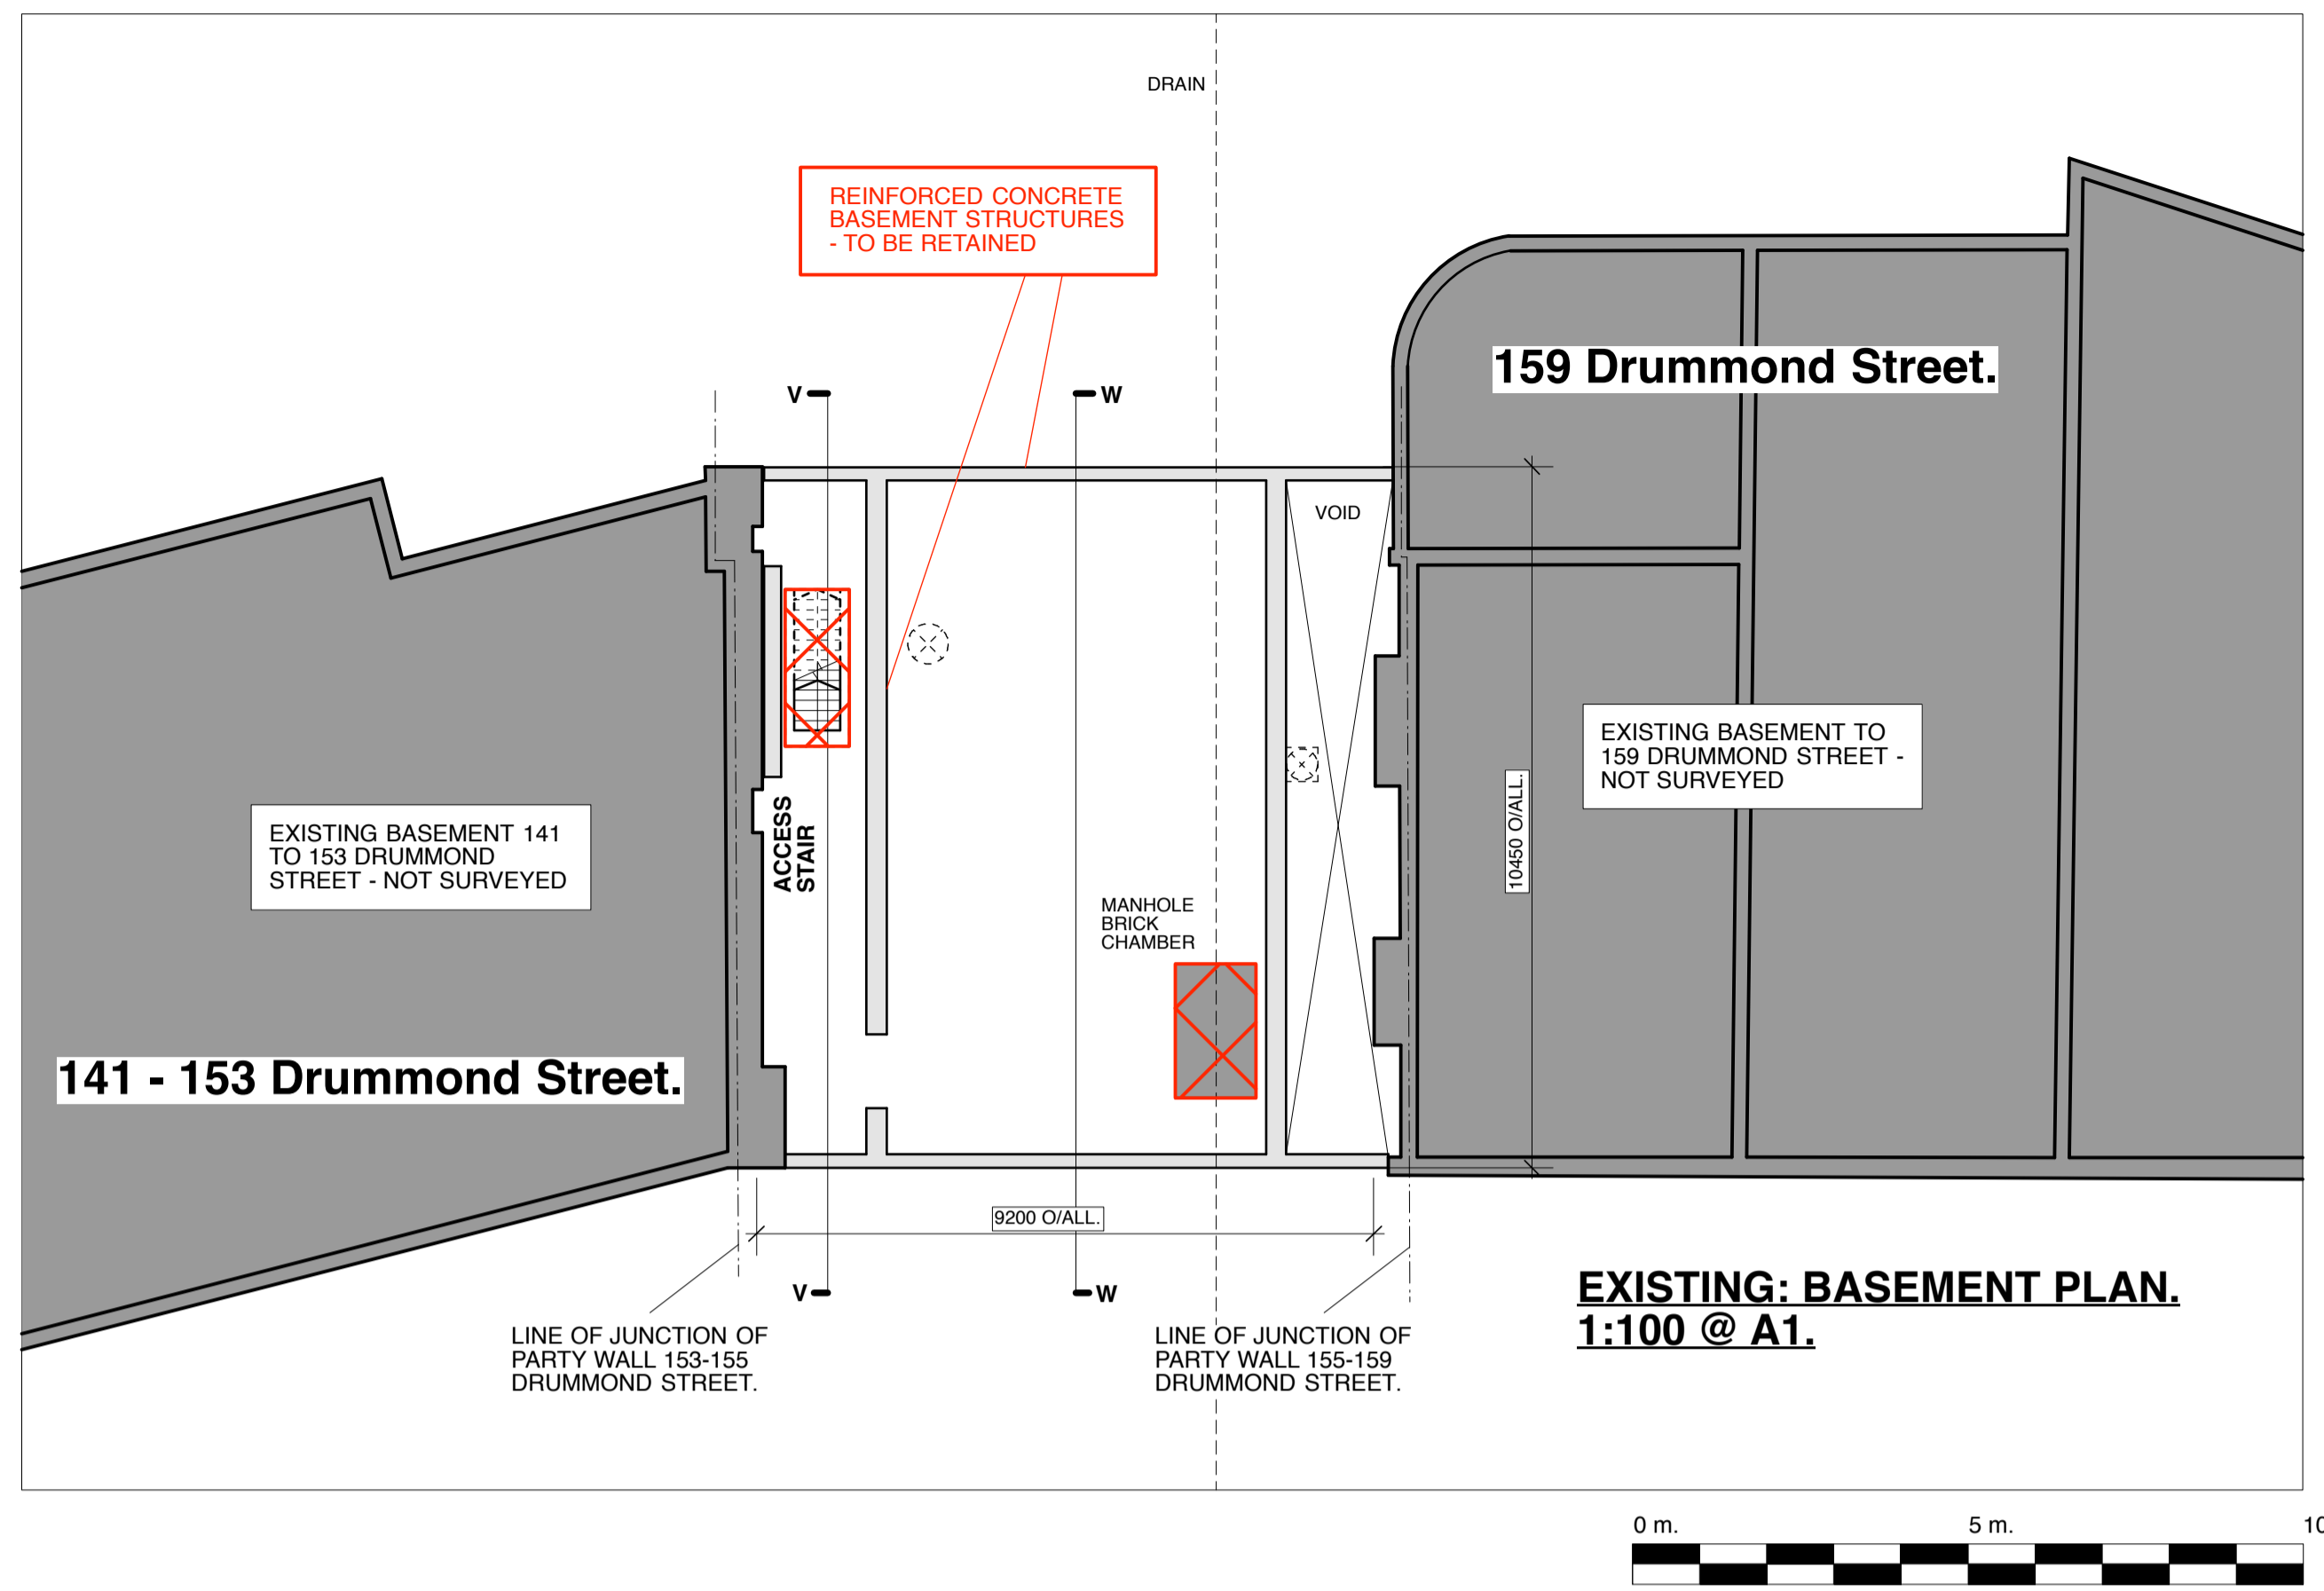 DRAIN
REINFORCED CONCRETE
BASEMENT STRUCTURES
- TO BE RETAINED
159 Drummond Street.
V
W
VOID
EXISTING BASEMENT TO
159 DRUMMOND STREET -
NOT SURVEYED
10450 O/ALL.
ACCESS
STAIR
EXISTING BASEMENT 141
TO 153 DRUMMOND
STREET - NOT SURVEYED
MANHOLE
BRICK
CHAMBER
141 - 153 Drummond Street.
9200 O/ALL.
V
W
LINE OF JUNCTION OF
PARTY WALL 153-155
DRUMMOND STREET.
LINE OF JUNCTION OF
PARTY WALL 155-159
DRUMMOND STREET.
EXISTING: BASEMENT PLAN.
1:100 @ A1.
0 m.
5 m.
10